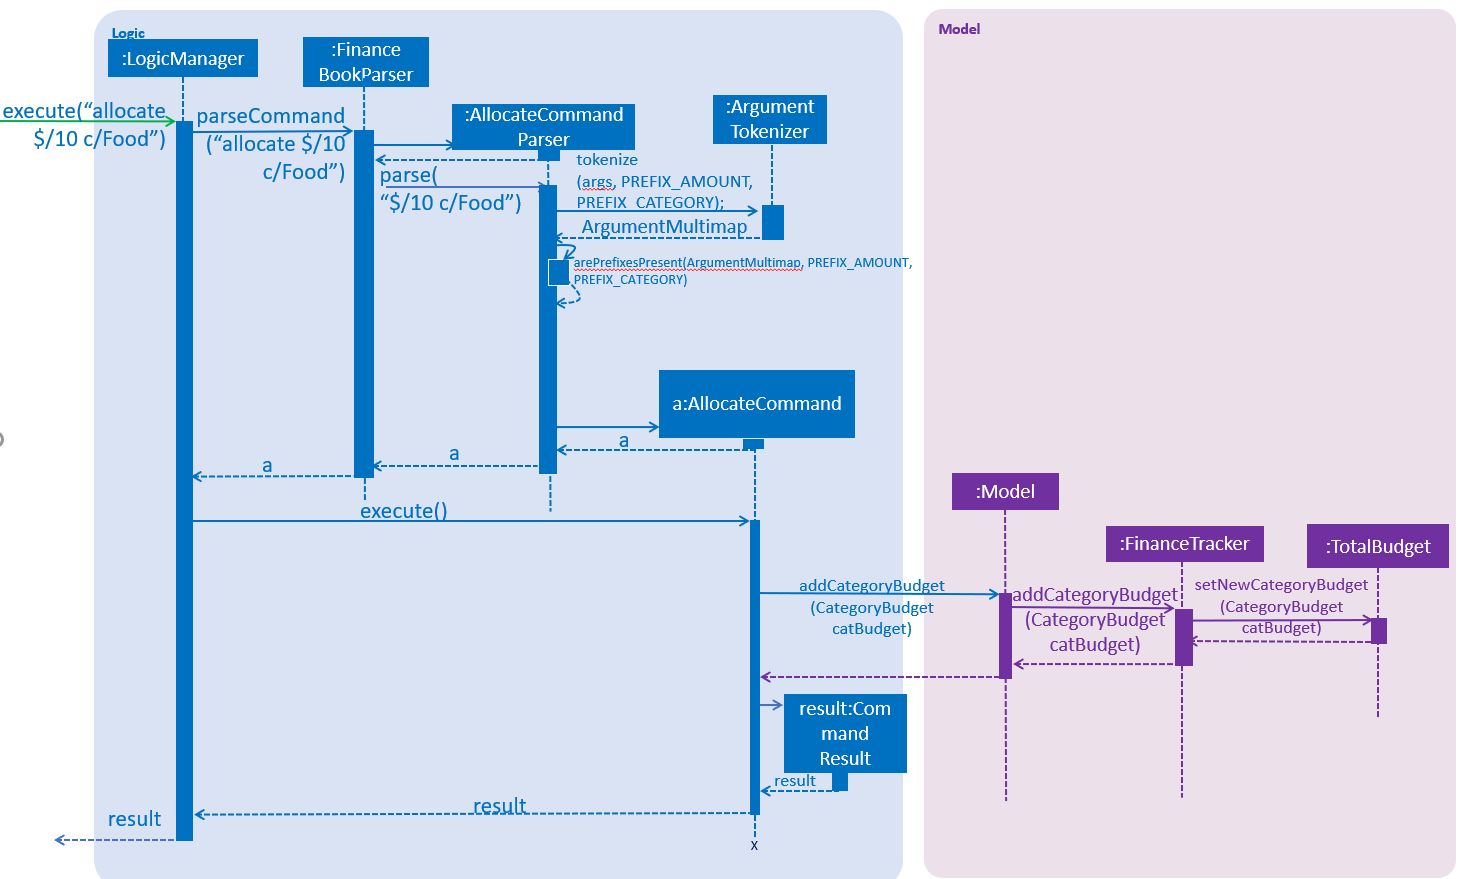 Logic
Model
:LogicManager
:Finance
BookParser
:AllocateCommand
Parser
:Argument
Tokenizer
execute(“allocate
$/10 c/Food”)
parseCommand
(“allocate $/10
c/Food”)
parse(
“$/10 c/Food”)
tokenize
(args, PREFIX_AMOUNT,
PREFIX_CATEGORY);
ArgumentMultimap
arePrefixesPresent(ArgumentMultimap, PREFIX_AMOUNT,
PREFIX_CATEGORY)
a:AllocateCommand
a
a
a
execute()
:Model
:FinanceTracker
:TotalBudget
addCategoryBudget
(CategoryBudget
catBudget)
addCategoryBudget
(CategoryBudget
catBudget)
setNewCategoryBudget
(CategoryBudget
catBudget)
result:Com
mand
Result
result
result
result
x